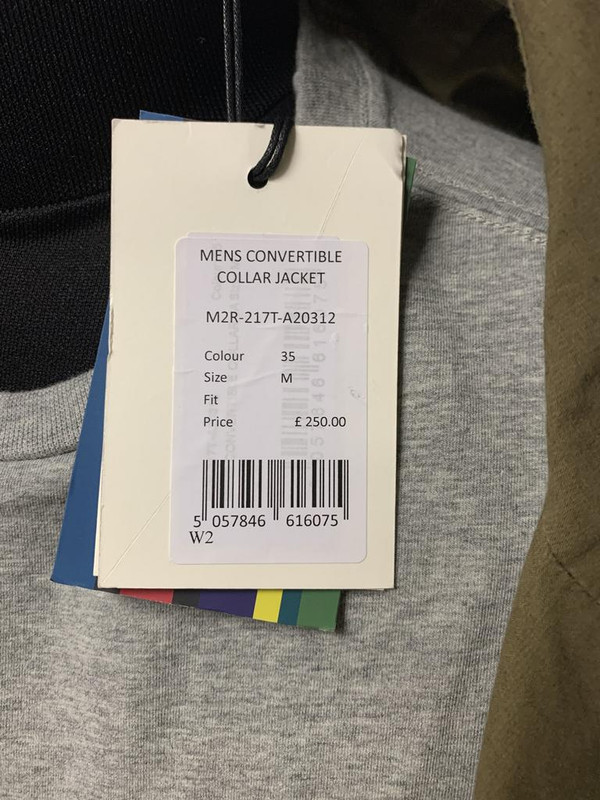 MENS CONVERTIBLE
COLLAR JACKET
M2R-217T-A20312
Colour 35
Size M
Fit
Price £ 250.00
5 057846 616075
W2